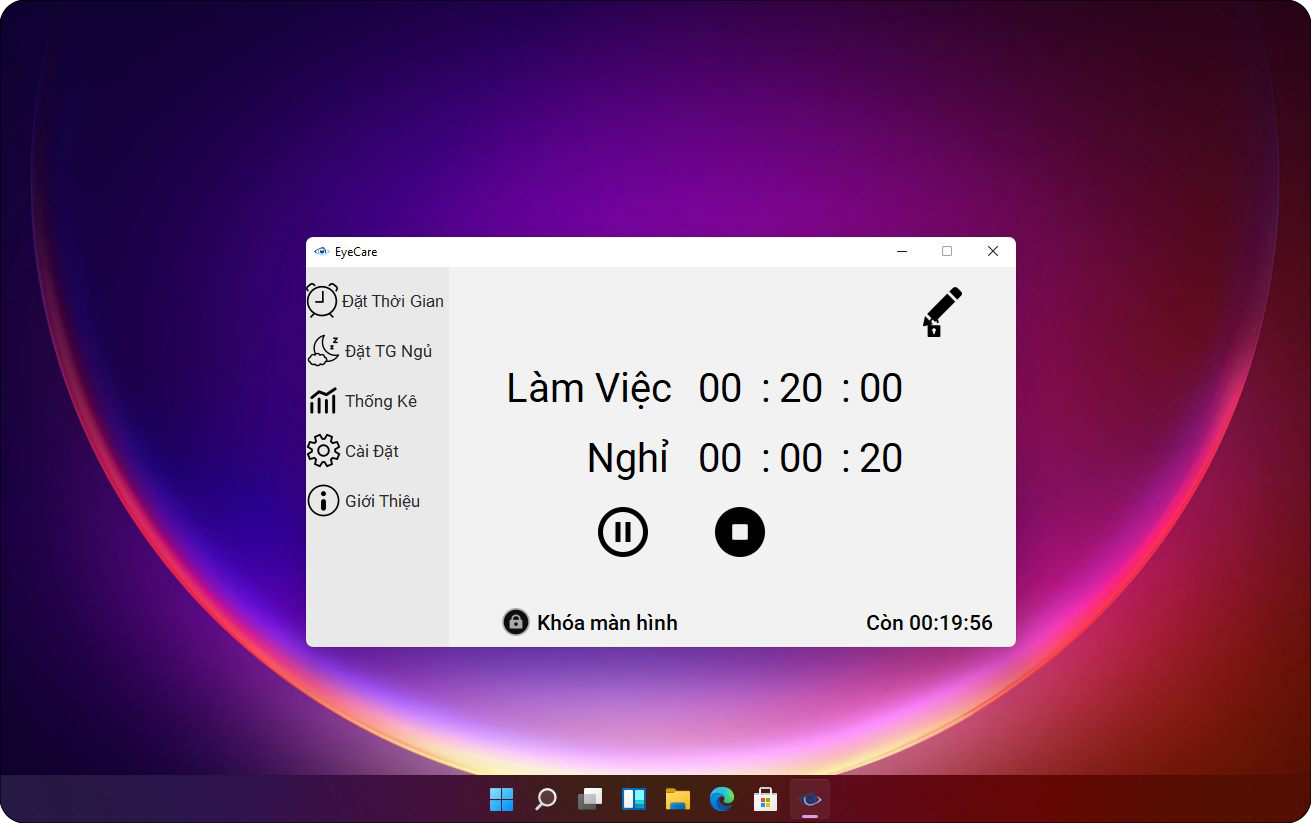 EyeCare
Đặt Thời Gian
Đặt TG Ngủ
Thống Kê
Cài Đặt
Giới Thiệu
Làm Việc 00 : 20 : 00
Nghỉ 00 : 00 : 20
Khóa màn hình
Còn 00:19:56